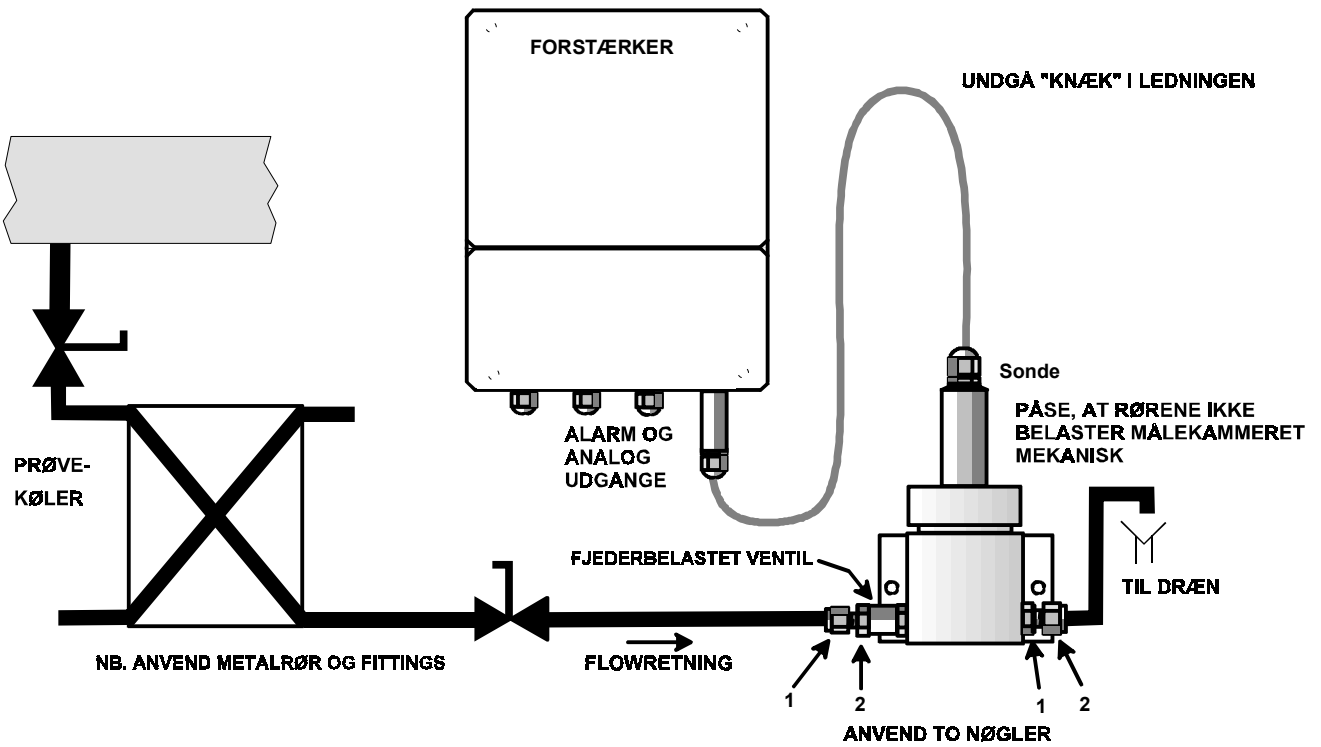 FORSTÆRKER
UNDGÅ "KNÆK" I LEDNINGEN
Sonde
PÅSE, AT RØRENE IKKE
BELASTER MÅLEKAMMERET
MEKANISK
ALARM OG
ANALOG
UDGANGE
PRØVE-
KØLER
FJEDERBELASTET VENTIL
TIL DRÆN
NB. ANVEND METALRØR OG FITTINGS
FLOWRETNING
1
2
1
2
ANVEND TO NØGLER